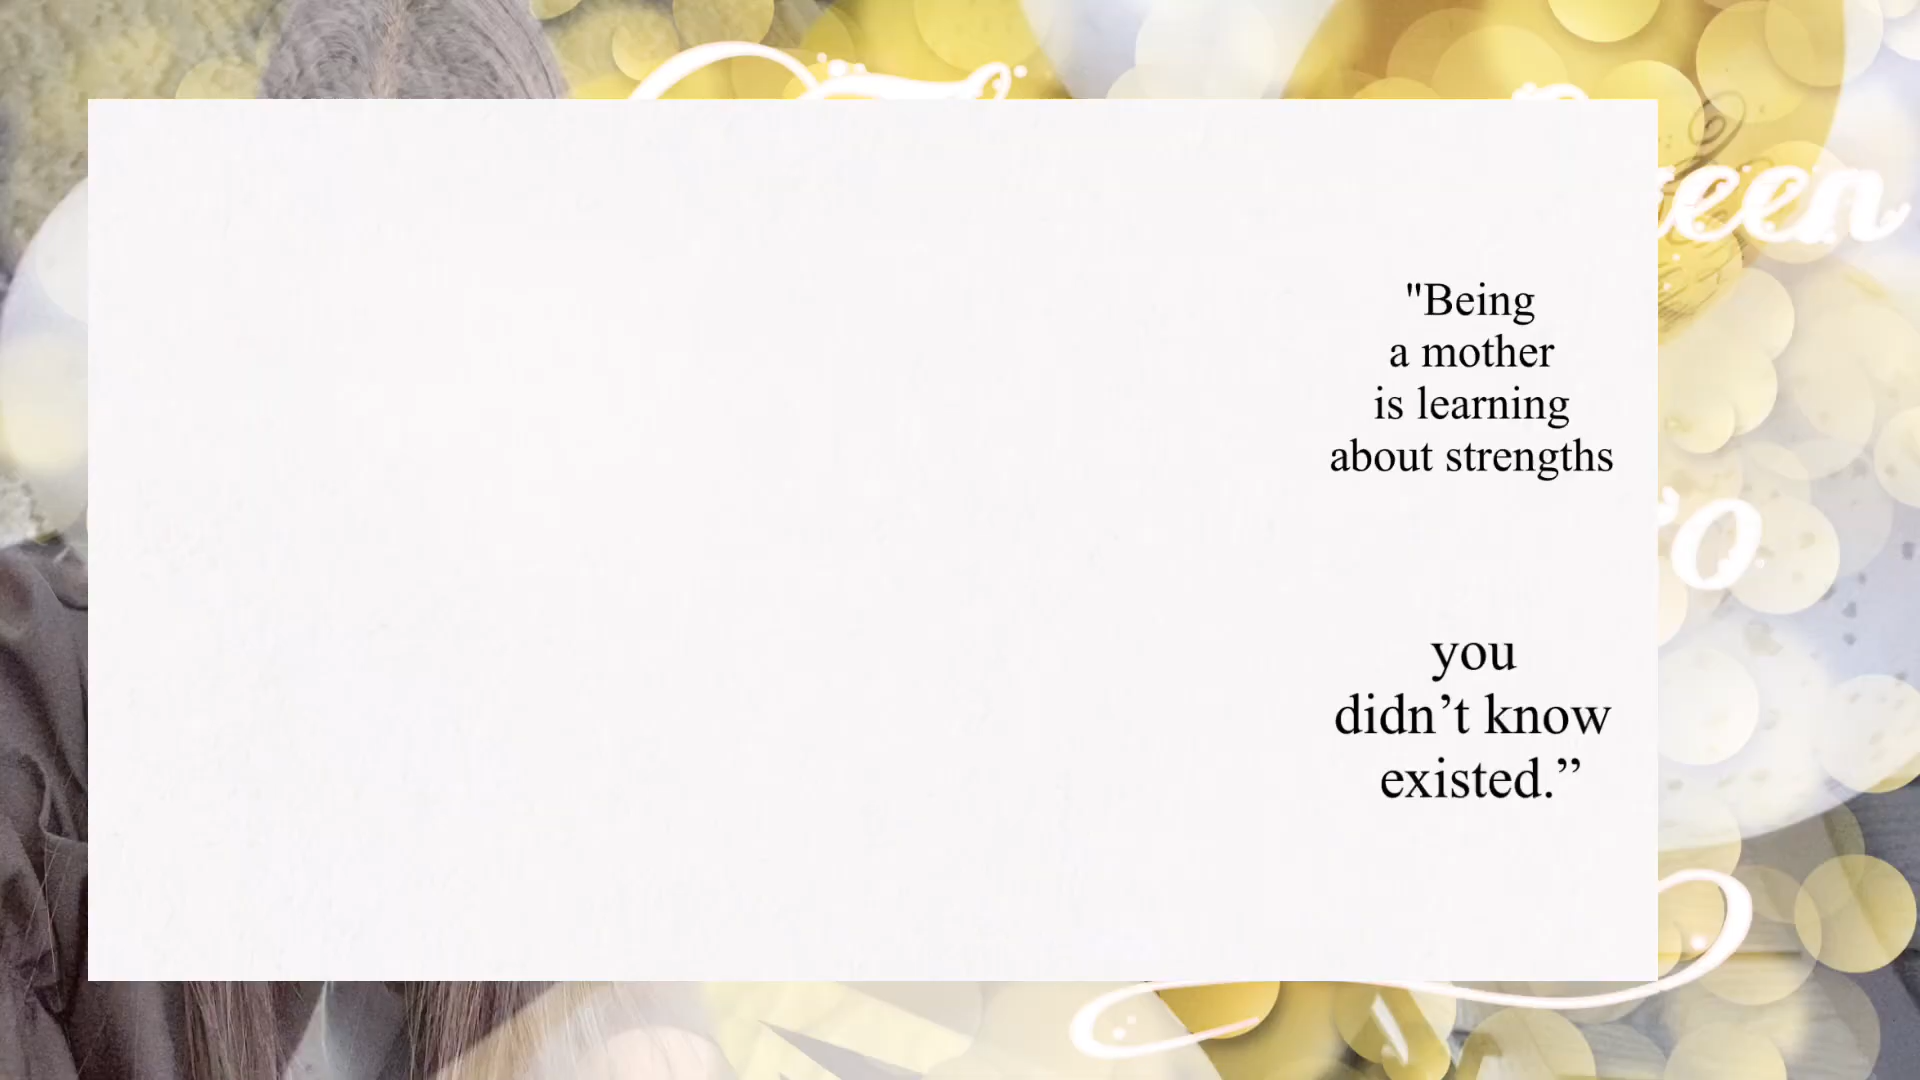 "Being
a mother
is learning
about strengths
you
didn’t know
existed.”